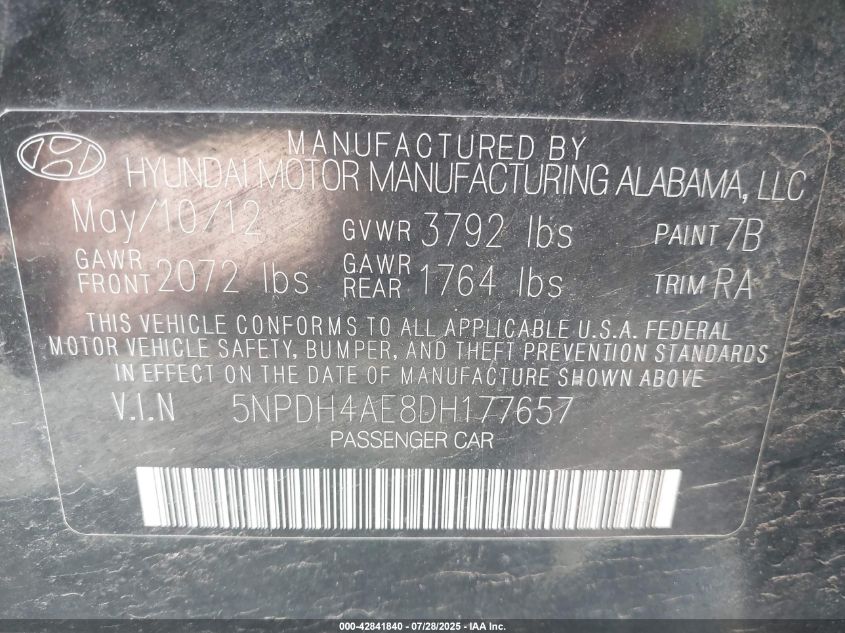 MANUFACTURED BY
HYUNDAI MOTOR MANUFACTURING ALABAMA, LLC
May/10/12 GVWR 3792 lbs PAINT 7B
GAWR FRONT 2072 lbs GAWR REAR 1764 lbs TRIM RA
THIS VEHICLE CONFORMS TO ALL APPLICABLE U.S.A. FEDERAL
MOTOR VEHICLE SAFETY, BUMPER, AND THEFT PREVENTION STANDARDS
IN EFFECT ON THE DATE OF MANUFACTURE SHOWN ABOVE
V.I.N 5NPDH4AE8DH177657
PASSENGER CAR
000-42841840 - 07/28/2025 - IAA Inc.